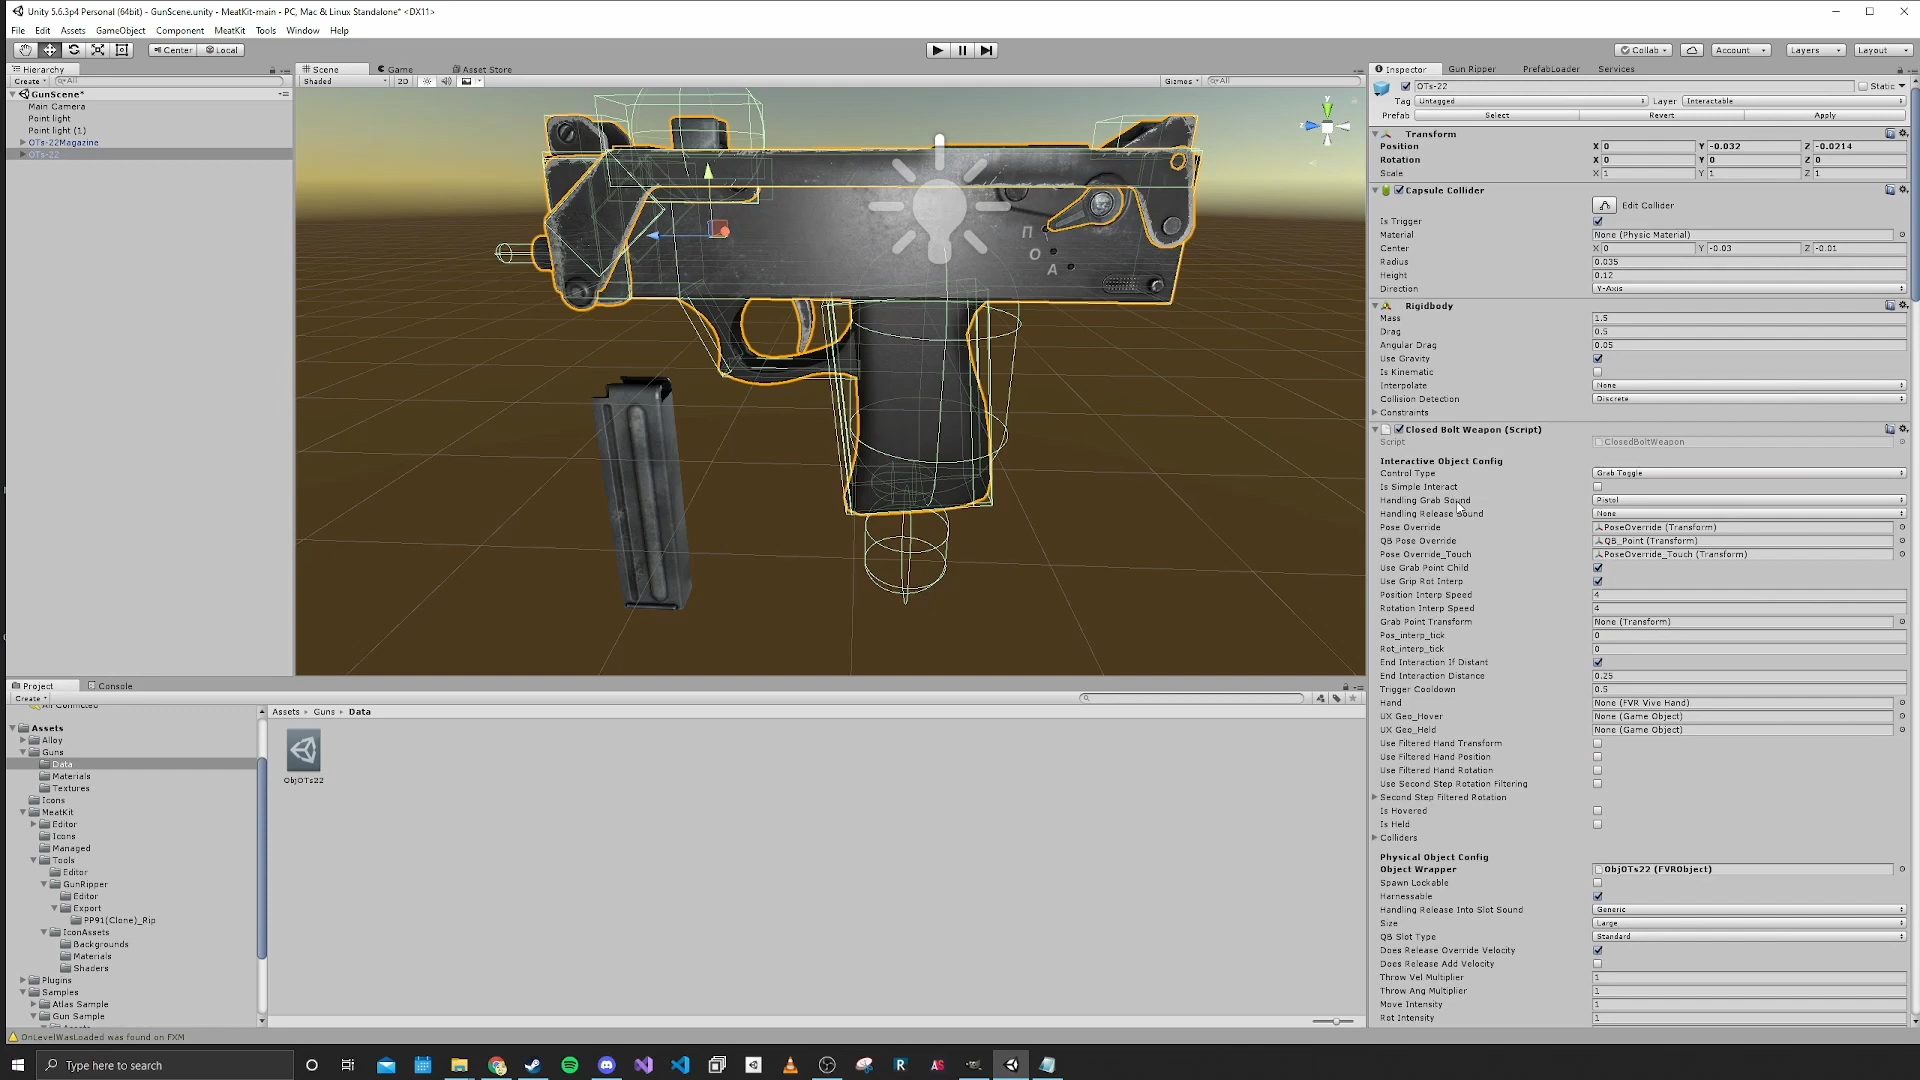 Unity 5.6.3p4 Personal (64bit) - GunScene.unity - MeatKit-main - PC, Mac & Linux Standalone* <DX11>
File Edit Assets GameObject Component MeatKit Tools Window Help
Center Local
Collab Account Layers Layout
Hierarchy
Create All
GunScene*
Main Camera
Point light
Point light (1)
OTs-22Magazine
OTs-22
Scene Game Asset Store
Shaded 2D Gizmos All
y
z
П
О
А
Project Console
Create
All Conflicted
Assets
Alloy
Guns
Data
Materials
Textures
Icons
MeatKit
Editor
Icons
Managed
Tools
Editor
GunRipper
Editor
Export
PP91(Clone)_Rip
IconAssets
Backgrounds
Materials
Shaders
Plugins
Samples
Atlas Sample
Gun Sample
Assets
Assets Guns Data
ObjOTs22
OnLevelWasLoaded was found on FXM
Inspector Gun Ripper PrefabLoader Services
OTs-22 Static
Tag Untagged Layer Interactable
Prefab Select Revert Apply
Transform
Position X 0 Y -0.032 Z -0.0214
Rotation X 0 Y 0 Z 0
Scale X 1 Y 1 Z 1
Capsule Collider
Edit Collider
Is Trigger
Material None (Physic Material)
Center X 0 Y -0.03 Z -0.01
Radius 0.035
Height 0.12
Direction Y-Axis
Rigidbody
Mass 1.5
Drag 0.5
Angular Drag 0.05
Use Gravity
Is Kinematic
Interpolate None
Collision Detection Discrete
Constraints
Closed Bolt Weapon (Script)
Script ClosedBoltWeapon
Interactive Object Config
Control Type Grab Toggle
Is Simple Interact
Handling Grab Sound Pistol
Handling Release Sound None
Pose Override PoseOverride (Transform)
QB Pose Override QB_Point (Transform)
Pose Override_Touch PoseOverride_Touch (Transform)
Use Grab Point Child
Use Grip Rot Interp
Position Interp Speed 4
Rotation Interp Speed 4
Grab Point Transform None (Transform)
Pos_interp_tick 0
Rot_interp_tick 0
End Interaction If Distant
End Interaction Distance 0.25
Trigger Cooldown 0.5
Hand None (FVR Vive Hand)
UX Geo_Hover None (Game Object)
UX Geo_Held None (Game Object)
Use Filtered Hand Transform
Use Filtered Hand Position
Use Filtered Hand Rotation
Use Second Step Rotation Filtering
Second Step Filtered Rotation
Is Hovered
Is Held
Colliders
Physical Object Config
Object Wrapper ObjOTs22 (FVRObject)
Spawn Lockable
Harnessable
Handling Release Into Slot Sound Generic
Size Large
QB Slot Type Standard
Does Release Override Velocity
Does Release Add Velocity
Throw Vel Multiplier 1
Throw Ang Multiplier 1
Move Intensity 1
Rot Intensity 1
Type here to search